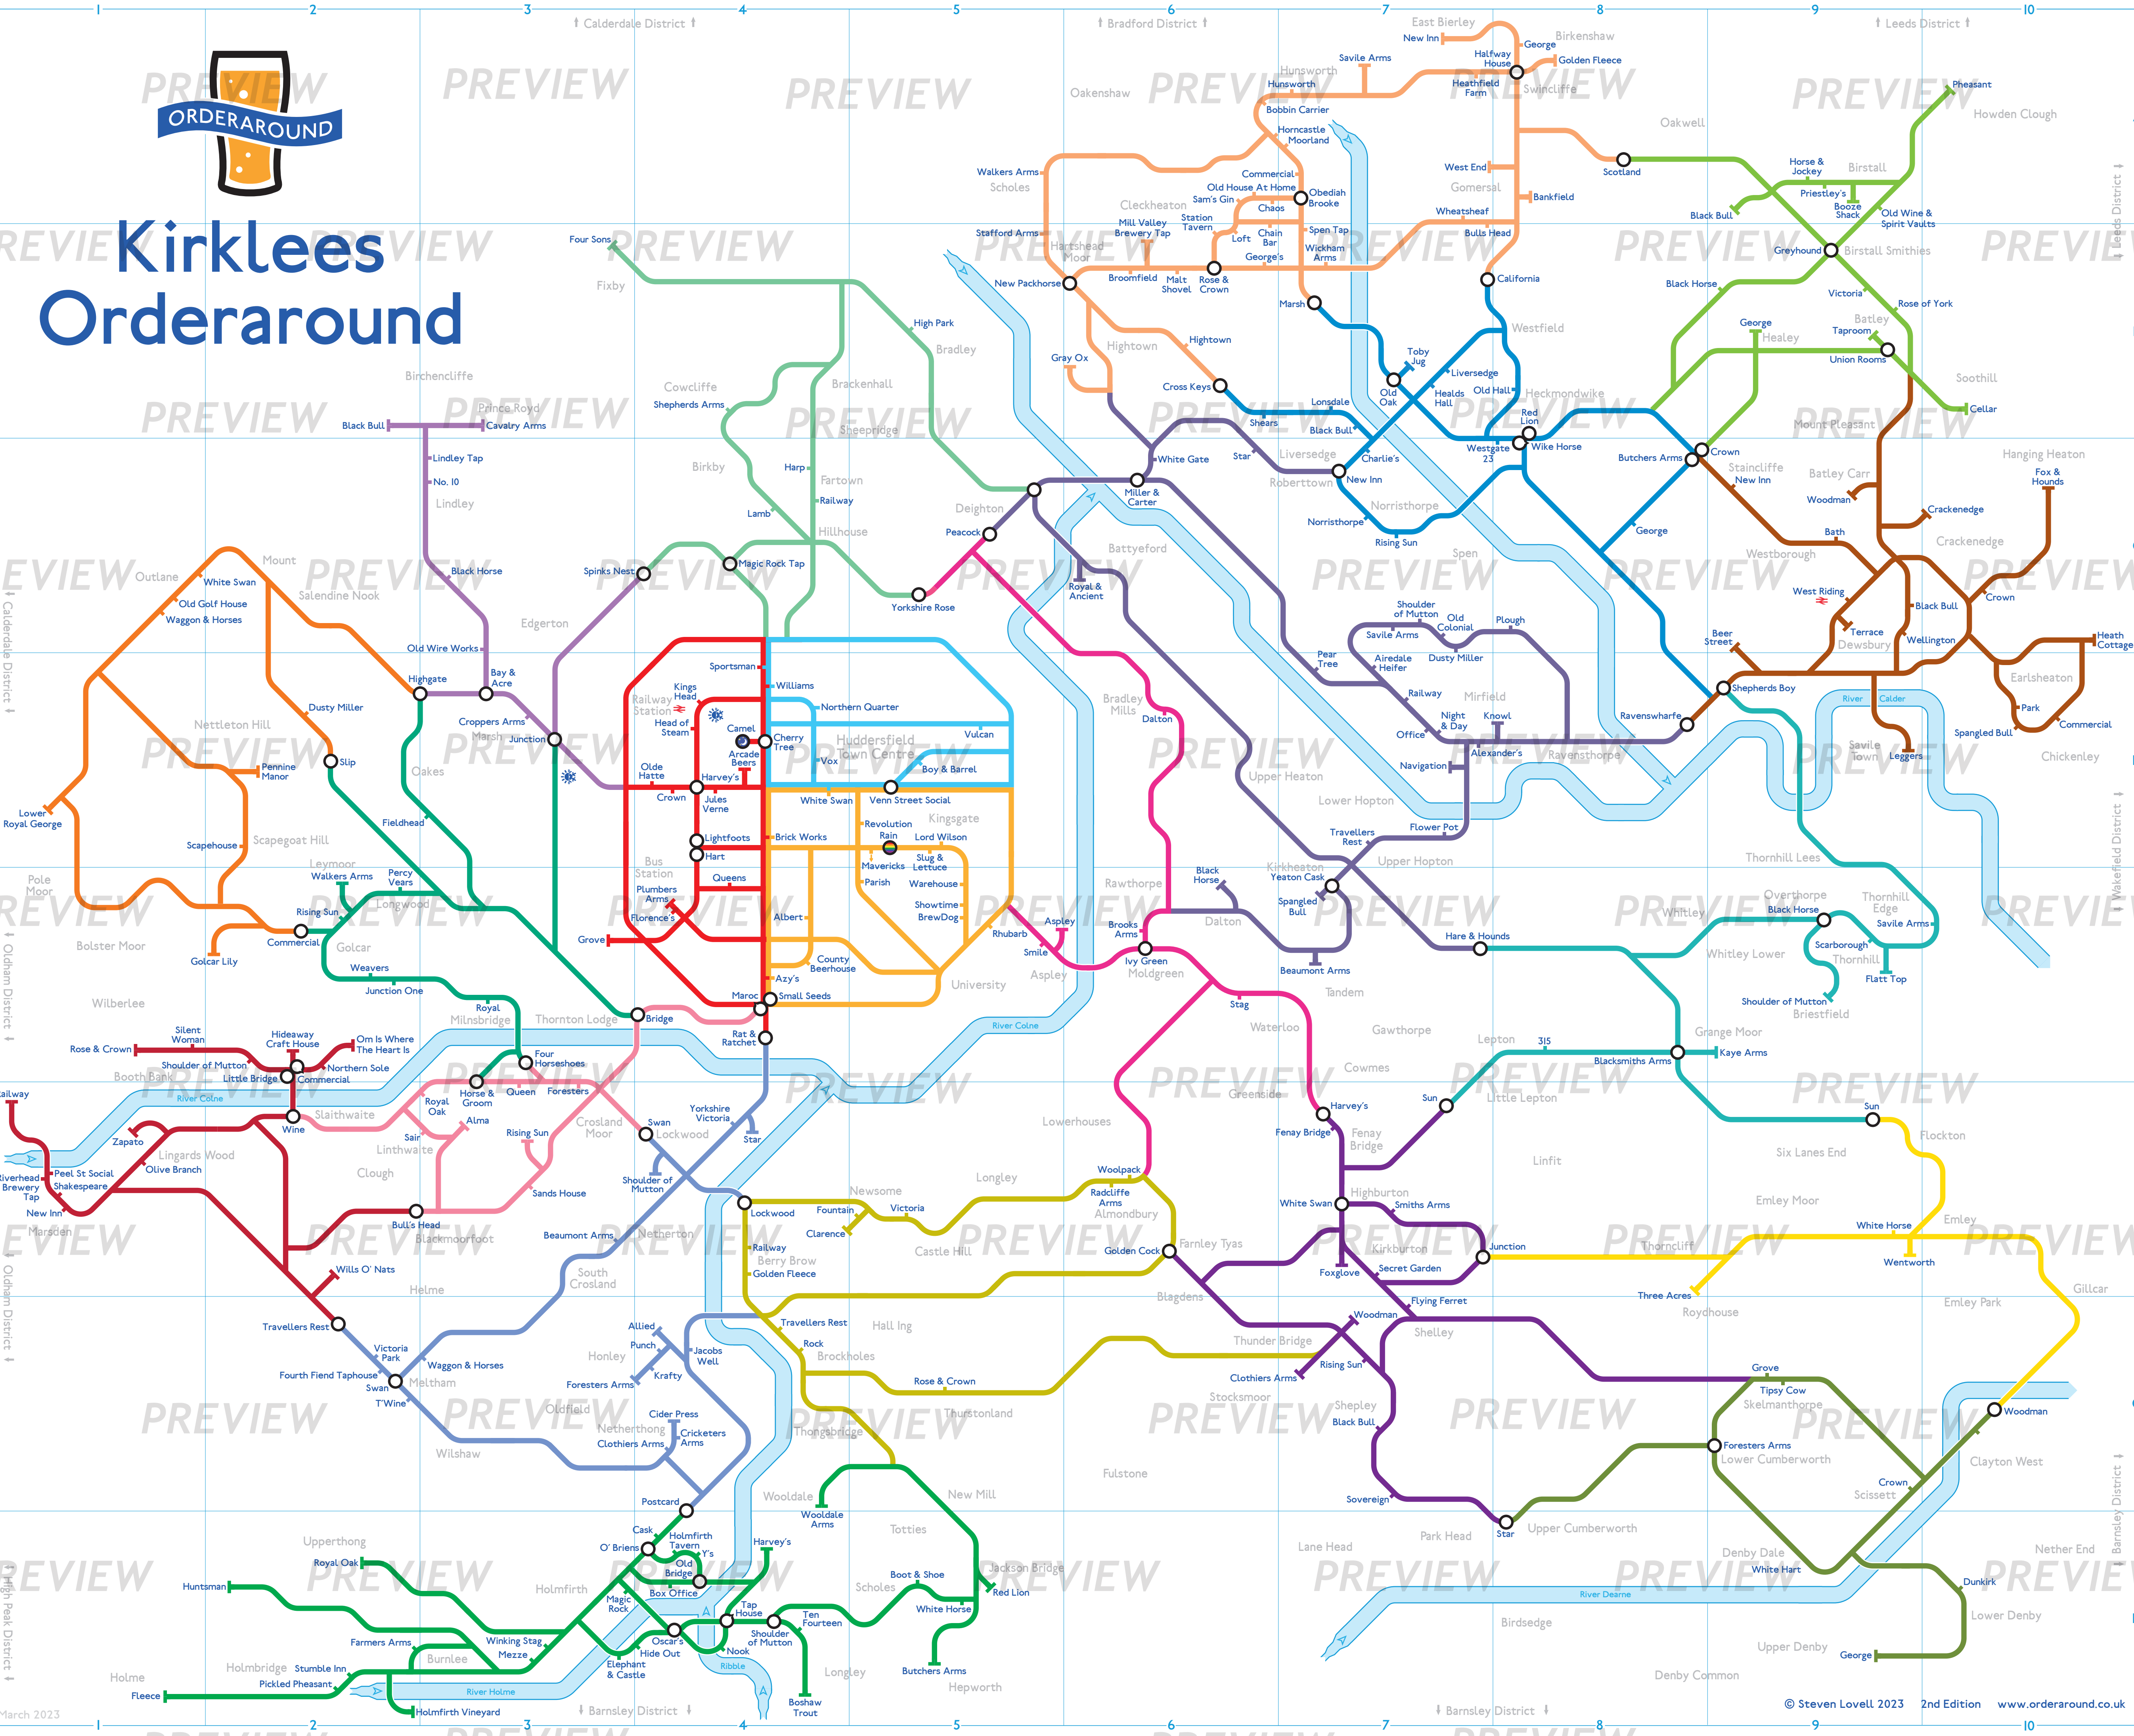 1 2 3 4 5 6 7 8 9 10
Calderdale District
Bradford District
Leeds District
ORDERAROUND
Kirklees
Orderaround
PREVIEW
East Bierley
New Inn
George
Birkenshaw
Halfway
House
Golden Fleece
Savile Arms
Hunsworth
Hunsworth
Heathfield
Farm
Swincliffe
Oakenshaw
Bobbin Carrier
Horncastle
Moorland
Oakwell
Pheasant
Howden Clough
Walkers Arms
Scholes
Commercial
Old House At Home
Obediah
Brooke
Sam's Gin
Chaos
West End
Gomersal
Bankfield
Scotland
Horse &
Jockey
Birstall
Priestley's
Booze
Shack
Black Bull
Old Wine &
Spirit Vaults
Cleckheaton
Mill Valley
Brewery Tap
Station
Tavern
Stafford Arms
Hartshead
Moor
Loft
Chain
Bar
Spen Tap
Wickham
Arms
George's
Wheatsheaf
Bulls Head
Greyhound
Birstall Smithies
New Packhorse
Broomfield
Malt
Shovel
Rose &
Crown
Marsh
California
Black Horse
Victoria
Rose of York
Four Sons
Fixby
High Park
Bradley
Hightown
Hightown
Gray Ox
Cross Keys
Westfield
Toby
Jug
Old
Oak
Liversedge
Healds
Hall
Old Hall
Heckmondwike
George
Healey
Batley
Taproom
Union Rooms
Soothill
Cellar
Birchencliffe
Prince Royd
Black Bull
Cavalry Arms
Lindley Tap
No. 10
Lindley
Cowcliffe
Shepherds Arms
Brackenhall
Sheepridge
Birkby
Harp
Fartown
Railway
Lamb
Hillhouse
Shears
Lonsdale
Black Bull
Charlie's
Star
Liversedge
Roberttown
New Inn
White Gate
Miller &
Carter
Red
Lion
Westgate
23
Wike Horse
Butchers Arms
Crown
Mount Pleasant
Staincliffe
New Inn
Batley Carr
Woodman
Hanging Heaton
Fox &
Hounds
Crackenedge
Crackenedge
Norristhorpe
Norristhorpe
Rising Sun
Spen
George
Westborough
Bath
Deighton
Peacock
Battyeford
Royal &
Ancient
Outlane
White Swan
Mount
Salendine Nook
Old Golf House
Waggon & Horses
Black Horse
Edgerton
Spinks Nest
Magic Rock Tap
Yorkshire Rose
West Riding
Terrace
Dewsbury
Black Bull
Wellington
Crown
Heath
Cottage
Earlsheaton
Park
Spangled Bull
Commercial
Chickenley
Beer
Street
Shepherds Boy
Ravenswharfe
River Calder
Savile
Town
Leggers
Shoulder
of Mutton
Old
Colonial
Plough
Savile Arms
Dusty Miller
Pear
Tree
Airedale
Heifer
Railway
Mirfield
Night
& Day
Knowl
Office
Alexander's
Ravensthorpe
Navigation
Lower Hopton
Flower Pot
Travellers
Rest
Upper Hopton
Old Wire Works
Highgate
Bay &
Acre
Croppers Arms
Marsh
Junction
Nettleton Hill
Dusty Miller
Slip
Oakes
Pennine
Manor
Lower
Royal George
Scapehouse
Scapegoat Hill
Fieldhead
Sportsman
Williams
Kings
Head
Railway
Station
Head of
Steam
Northern Quarter
Camel
Cherry
Tree
Arcade
Beers
Huddersfield
Town Centre
Vulcan
Vox
Boy & Barrel
Olde
Hatte
Harvey's
Crown
Jules
Verne
White Swan
Venn Street Social
Lightfoots
Hart
Brick Works
Revolution
Rain
Lord Wilson
Kingsgate
Mavericks
Slug &
Lettuce
Bus
Station
Queens
Parish
Warehouse
Plumbers
Arms
Florence's
Albert
Showtime
BrewDog
Grove
Rhubarb
County
Beerhouse
Azy's
University
Maroc
Small Seeds
Bridge
Rat &
Ratchet
Bradley
Mills
Dalton
Upper Heaton
Kirkheaton
Yeaton Cask
Spangled
Bull
Rawthorpe
Black
Horse
Dalton
Brooks
Arms
Aspley
Smile
Ivy Green
Aspley
Moldgreen
Beaumont Arms
Hare & Hounds
Tandem
Stag
Waterloo
Gawthorpe
Thornhill Lees
Overthorpe
Black Horse
Thornhill
Edge
Savile Arms
Whitley
Whitley Lower
Scarborough
Thornhill
Flatt Top
Shoulder of Mutton
Briestfield
Lepton
315
Grange Moor
Blacksmiths Arms
Kaye Arms
Pole
Moor
Leymoor
Walkers Arms
Percy
Vears
Longwood
Rising Sun
Commercial
Golcar
Golcar Lily
Bolster Moor
Weavers
Junction One
Royal
Milnsbridge
Thornton Lodge
River Colne
Wilberlee
Silent
Woman
Hideaway
Craft House
Om Is Where
The Heart Is
Rose & Crown
Shoulder of Mutton
Northern Sole
Little Bridge
Commercial
Booth Bank
River Colne
Four
Horseshoes
Horse &
Groom
Queen
Foresters
Railway
Slaithwaite
Wine
Royal
Oak
Alma
Sair
Linthwaite
Rising Sun
Clough
Zapato
Lingards Wood
Olive Branch
Peel St Social
Riverhead
Brewery
Tap
Shakespeare
New Inn
Marsden
Crosland
Moor
Swan
Lockwood
Yorkshire
Victoria
Star
Shoulder of
Mutton
Sands House
Bull's Head
Blackmoorfoot
Beaumont Arms
Netherton
Lockwood
Railway
Berry Brow
Golden Fleece
Newsome
Fountain
Clarence
Victoria
Longley
Castle Hill
Lowerhouses
Woolpack
Radcliffe
Arms
Almondbury
Golden Cock
Farnley Tyas
Greenside
Cowmes
Harvey's
Fenay Bridge
Fenay
Bridge
Sun
Little Lepton
Linfit
Sun
Flockton
Six Lanes End
Emley Moor
White Swan
Highburton
Smiths Arms
Kirkburton
Junction
Foxglove
Secret Garden
Flying Ferret
Thorncliff
White Horse
Emley
Wentworth
Three Acres
Roydhouse
Gillcar
Emley Park
Wills O' Nats
Helme
South
Crosland
Travellers Rest
Victoria
Park
Waggon & Horses
Fourth Fiend Taphouse
Swan
Meltham
T'Wine
Wilshaw
Allied
Punch
Honley
Jacobs
Well
Krafty
Foresters Arms
Travellers Rest
Rock
Brockholes
Hall Ing
Rose & Crown
Thurstonland
Blagdens
Thunder Bridge
Woodman
Rising Sun
Clothiers Arms
Stocksmoor
Shelley
Shepley
Black Bull
Grove
Tipsy Cow
Skelmanthorpe
Woodman
Foresters Arms
Lower Cumberworth
Clayton West
Crown
Scissett
Oldfield
Netherthong
Cider Press
Cricketers
Arms
Clothiers Arms
Thongsbridge
Fulstone
Postcard
Wooldale
Wooldale
Arms
New Mill
Totties
Sovereign
Star
Park Head
Upper Cumberworth
Lane Head
Denby Dale
White Hart
Nether End
Dunkirk
Lower Denby
Upper Denby
George
Denby Common
River Dearne
Birdsedge
Upperthong
Royal Oak
Huntsman
Holmfirth
Cask
O' Briens
Holmfirth
Tavern
Y's
Harvey's
Old
Bridge
Box Office
Magic
Rock
Tap
House
Ten
Fourteen
Oscar's
Shoulder
of Mutton
Nook
Hide Out
Elephant
& Castle
Ribble
Scholes
Boot & Shoe
Jackson Bridge
Red Lion
White Horse
Butchers Arms
Hepworth
Longley
Boshaw
Trout
Farmers Arms
Winking Stag
Mezze
Burnlee
Holmbridge
Stumble Inn
Pickled Pheasant
Holme
Fleece
Holmfirth Vineyard
River Holme
Oldham District
High Peak District
Wakefield District
Barnsley District
March 2023
© Steven Lovell 2023 2nd Edition www.orderaround.co.uk
1 2 3 4 5 6 7 8 9 10